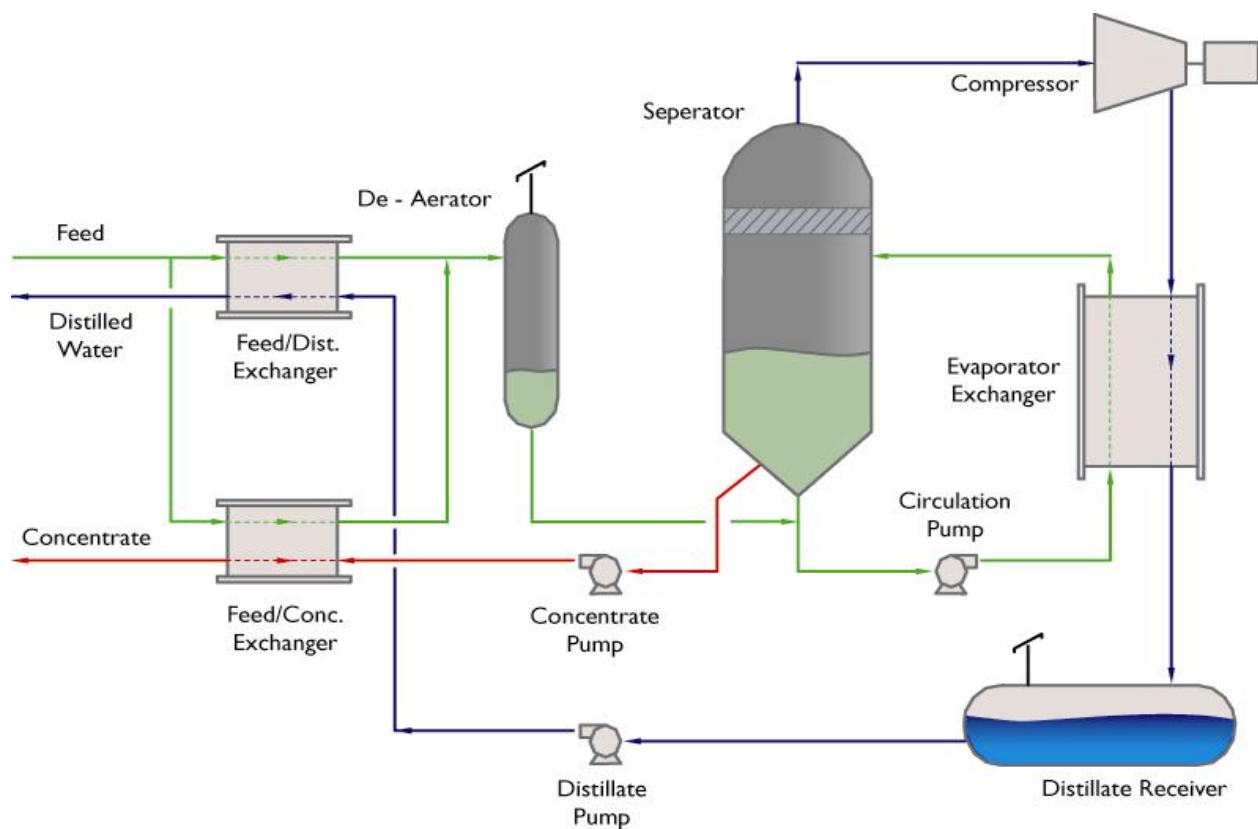 Compressor
Seperator
De - Aerator
Feed
Distilled
Water
Feed/Dist.
Exchanger
Evaporator
Exchanger
Circulation
Pump
Concentrate
Feed/Conc.
Exchanger
Concentrate
Pump
Distillate
Pump
Distillate Receiver